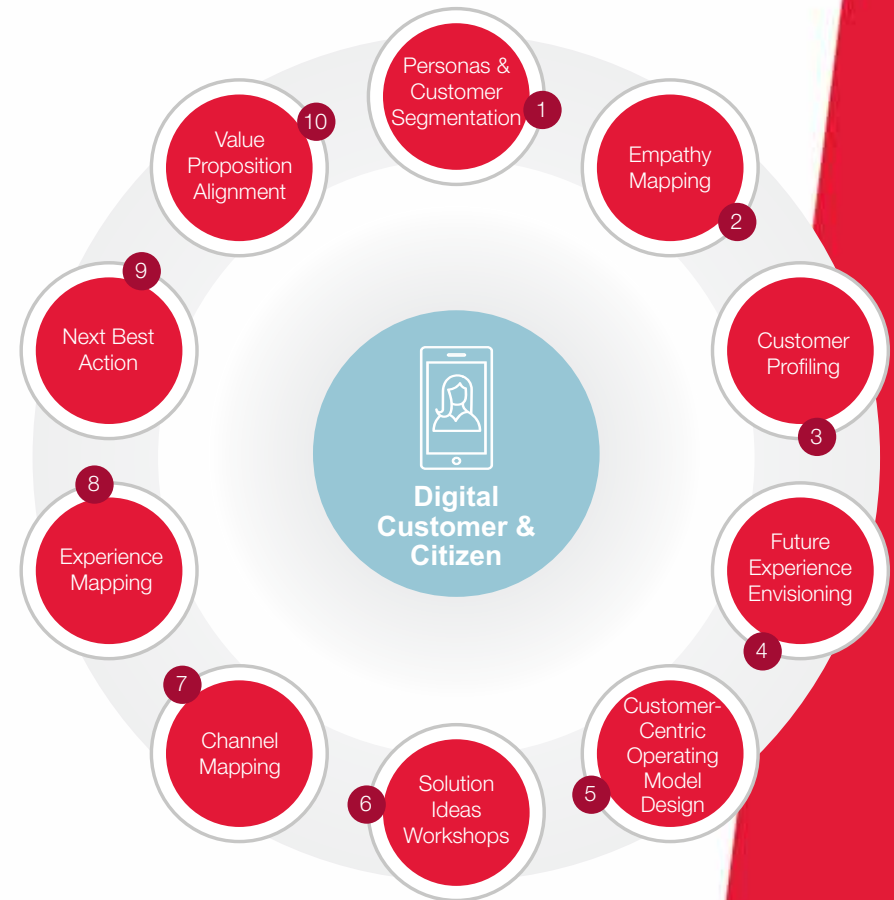 Personas &
Customer
Segmentation
1
Empathy
Mapping
2
Customer
Profiling
3
Future
Experience
Envisioning
4
Customer-
Centric
Operating
Model
Design
5
Solution
Ideas
Workshops
6
Channel
Mapping
7
Experience
Mapping
8
Next Best
Action
9
Value
Proposition
Alignment
10
Digital
Customer &
Citizen